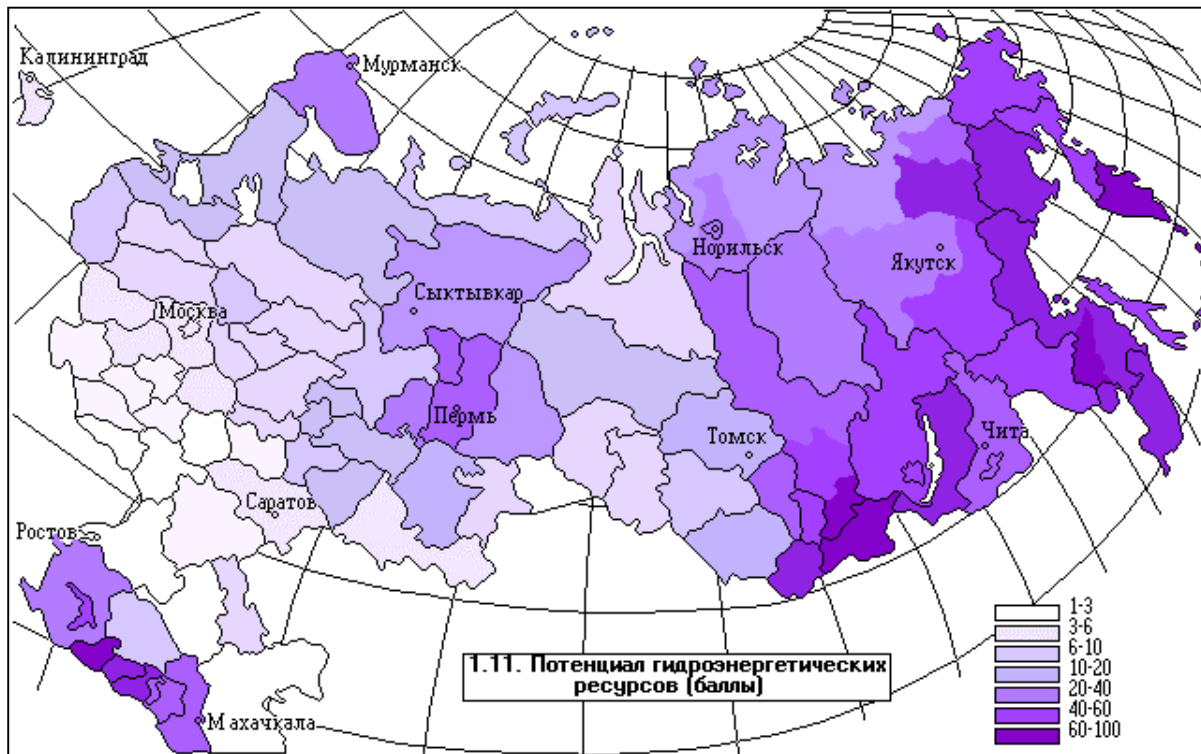 Калининград
Мурманск
Норильск
Якутск
Сыктывкар
Москва
Пермь
Томск
Чита
Саратов
Ростов
Махачкала
1.11. Потенциал гидроэнергетических
ресурсов (баллы)
1-3
3-6
6-10
10-20
20-40
40-60
60-100